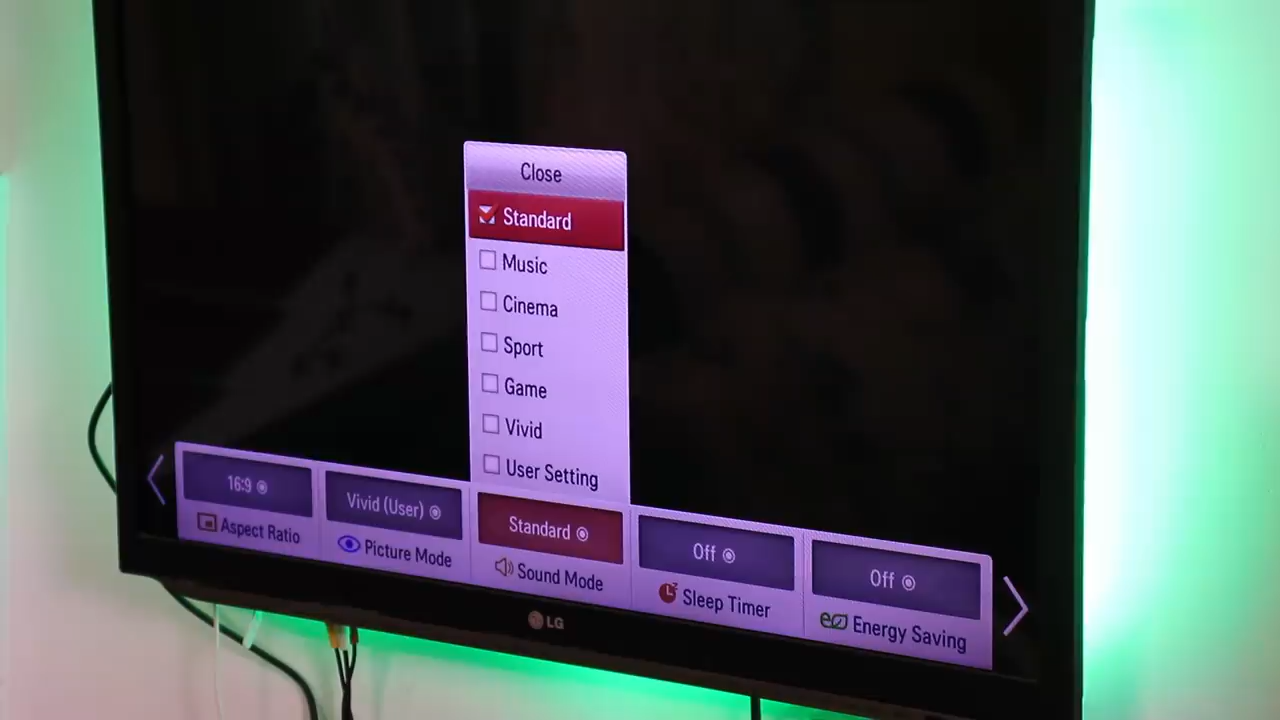 Close
Standard
Music
Cinema
Sport
Game
Vivid
User Setting
16:9
Aspect Ratio
Vivid (User)
Picture Mode
Standard
Sound Mode
Off
Sleep Timer
Off
Energy Saving
LG